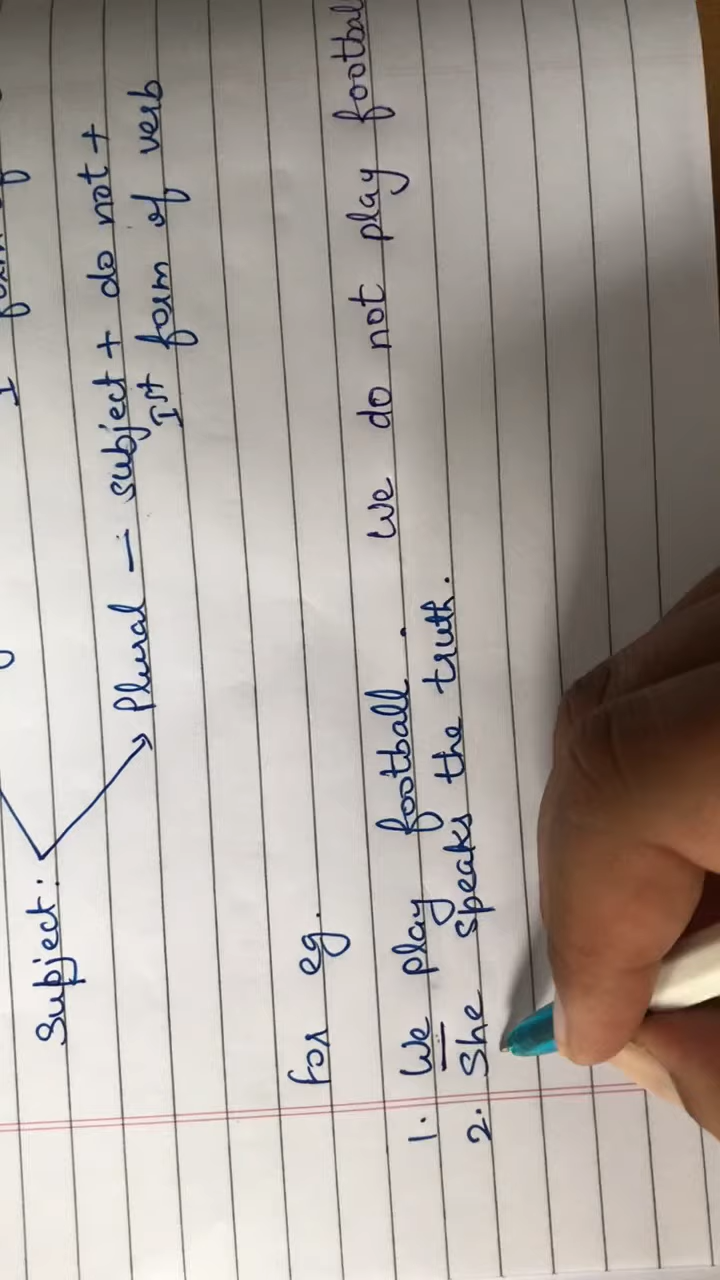 Subject:
Plural — subject + do not +
Ist form of verb
for eg.
1. We play football. We do not play footbal
2. She speaks the truth.